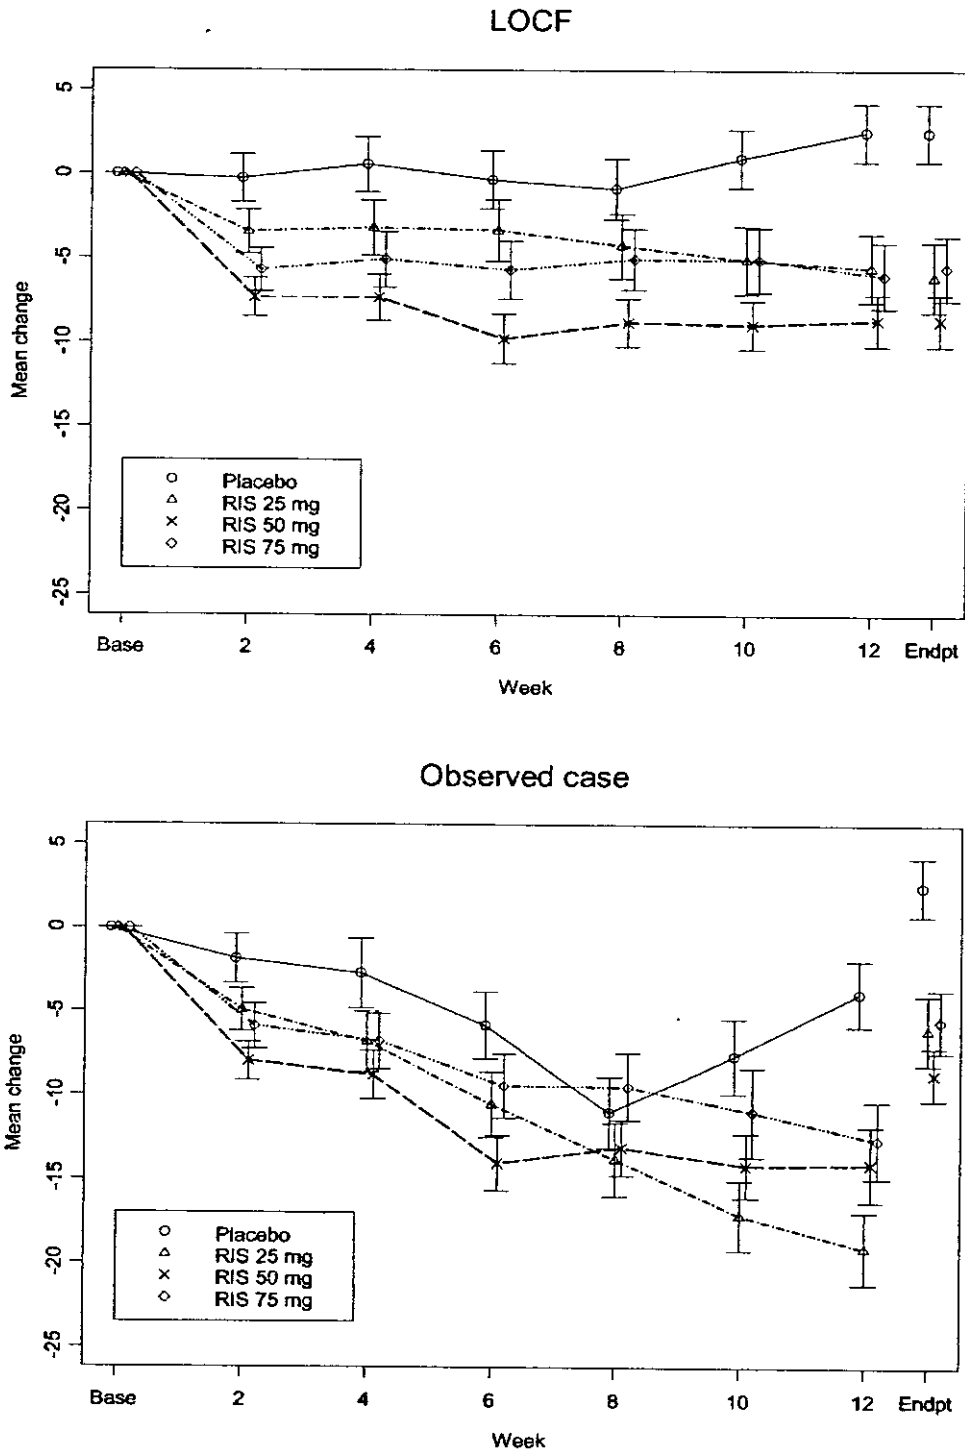 LOCF
5
0
-5
-10
-15
-20
-25
Mean change
Placebo
RIS 25 mg
RIS 50 mg
RIS 75 mg
Base 2 4 6 8 10 12 Endpt
Week
Observed case
5
0
-5
-10
-15
-20
-25
Mean change
Placebo
RIS 25 mg
RIS 50 mg
RIS 75 mg
Base 2 4 6 8 10 12 Endpt
Week